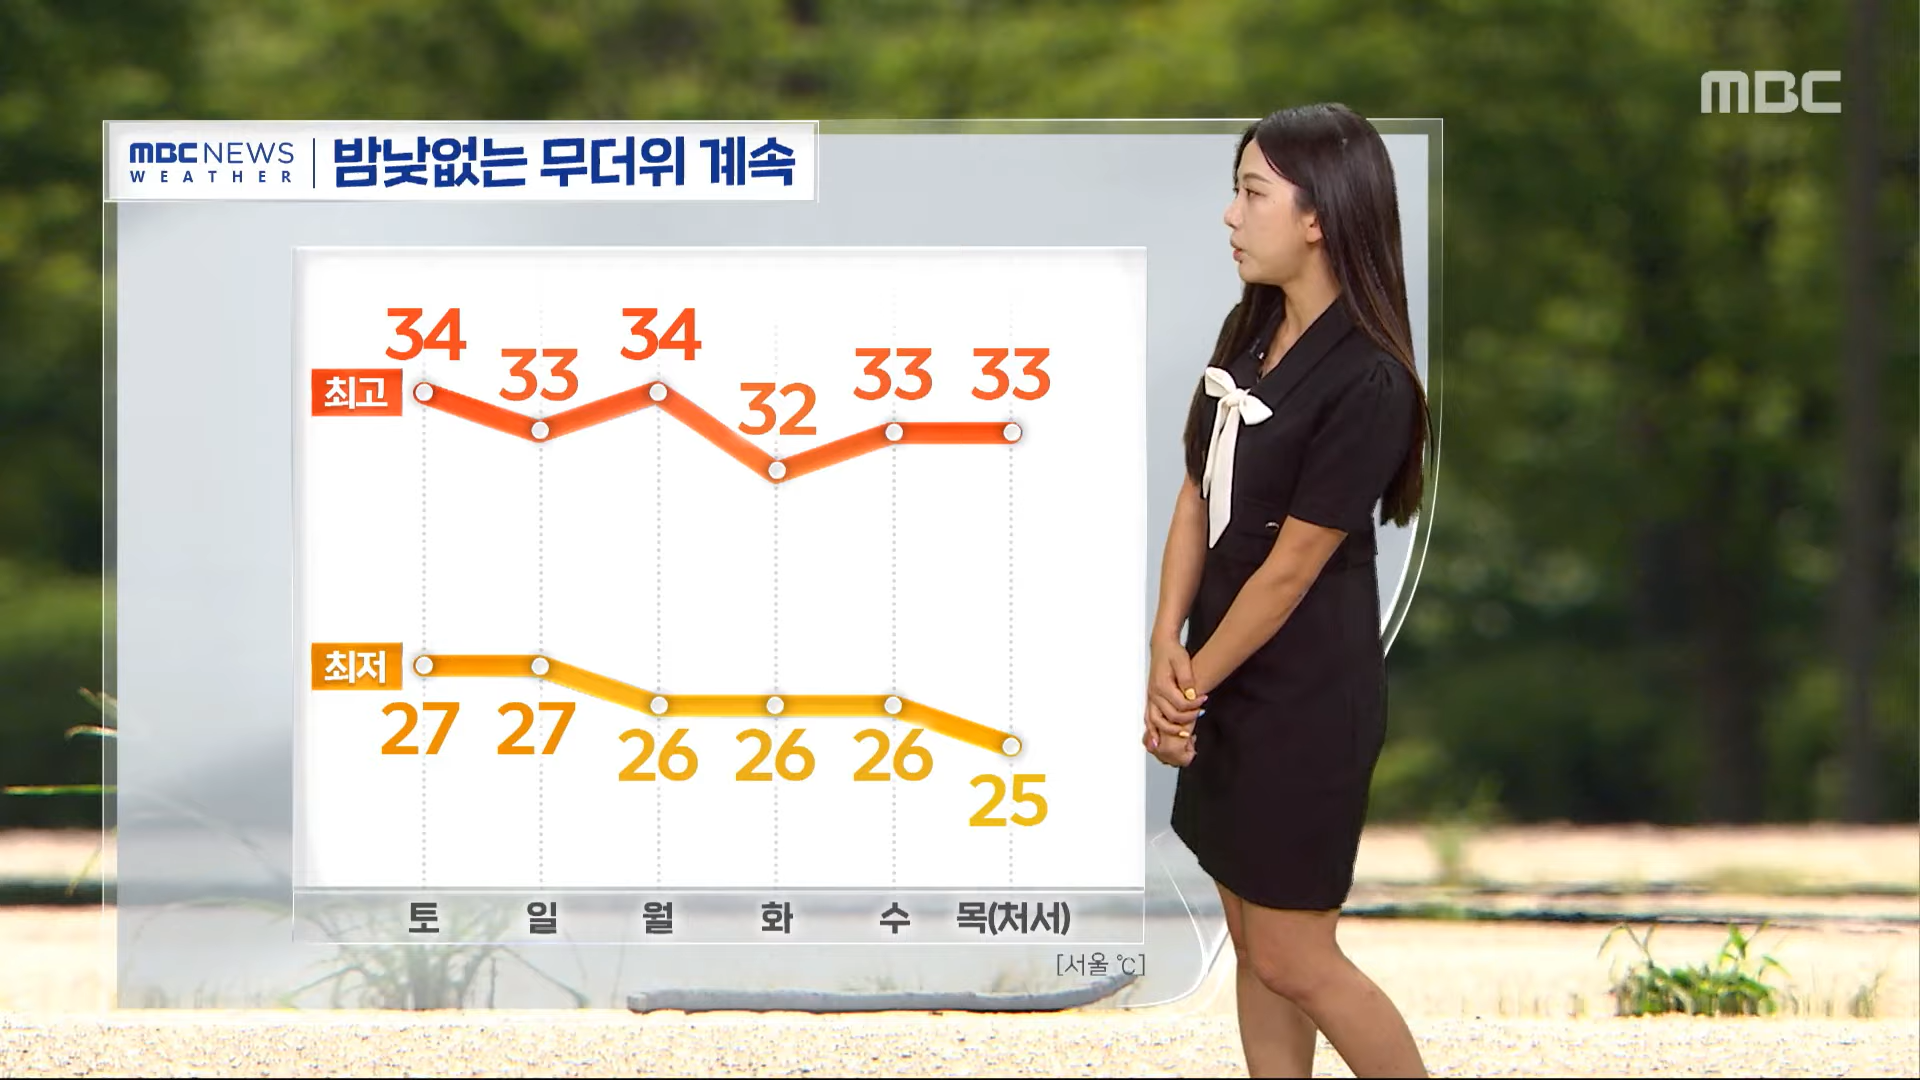 MBC
MBC NEWS
WEATHER
밤낮없는 무더위 계속
34 33 34 32 33 33
최고
최저
27 27 26 26 26 25
토 일 월 화 수 목(처서)
[서울 ℃]